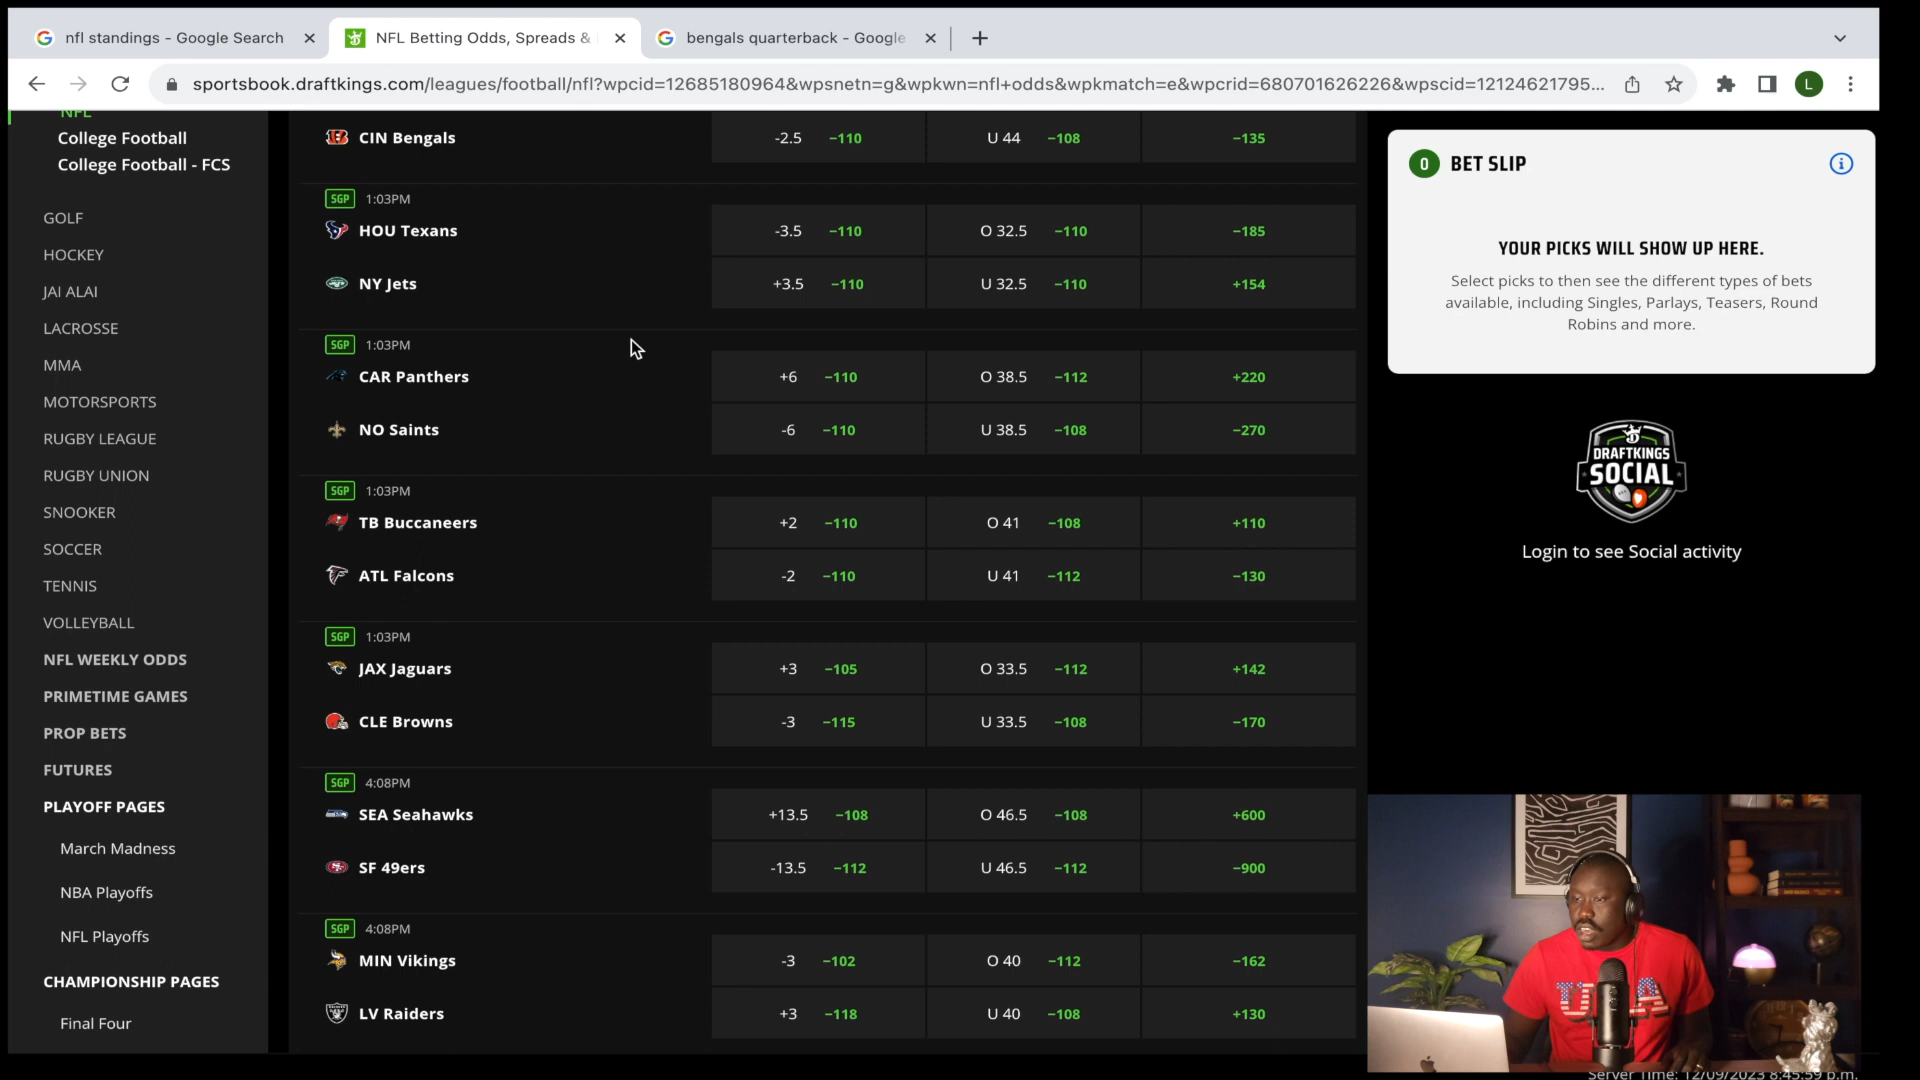 nfl standings - Google Search
NFL Betting Odds, Spreads &
bengals quarterback - Google
sportsbook.draftkings.com/leagues/football/nfl?wpcid=12685180964&wpsnetn=g&wpkwn=nfl+odds&wpkmatch=e&wpcrid=680701626226&wpscid=12124621795...
L
NFL
College Football
College Football - FCS
GOLF
HOCKEY
JAI ALAI
LACROSSE
MMA
MOTORSPORTS
RUGBY LEAGUE
RUGBY UNION
SNOOKER
SOCCER
TENNIS
VOLLEYBALL
NFL WEEKLY ODDS
PRIMETIME GAMES
PROP BETS
FUTURES
PLAYOFF PAGES
March Madness
NBA Playoffs
NFL Playoffs
CHAMPIONSHIP PAGES
Final Four
CIN Bengals -2.5 −110 U 44 −108 −135
SGP 1:03PM
HOU Texans -3.5 −110 O 32.5 −110 −185
NY Jets +3.5 −110 U 32.5 −110 +154
SGP 1:03PM
CAR Panthers +6 −110 O 38.5 −112 +220
NO Saints -6 −110 U 38.5 −108 −270
SGP 1:03PM
TB Buccaneers +2 −110 O 41 −108 +110
ATL Falcons -2 −110 U 41 −112 −130
SGP 1:03PM
JAX Jaguars +3 −105 O 33.5 −112 +142
CLE Browns -3 −115 U 33.5 −108 −170
SGP 4:08PM
SEA Seahawks +13.5 −108 O 46.5 −108 +600
SF 49ers -13.5 −112 U 46.5 −112 −900
SGP 4:08PM
MIN Vikings -3 −102 O 40 −112 −162
LV Raiders +3 −118 U 40 −108 +130
0 BET SLIP
YOUR PICKS WILL SHOW UP HERE.
Select picks to then see the different types of bets
available, including Singles, Parlays, Teasers, Round
Robins and more.
DRAFTKINGS
SOCIAL
Login to see Social activity
Server Time: 12/09/2023 8:45:59 p.m.